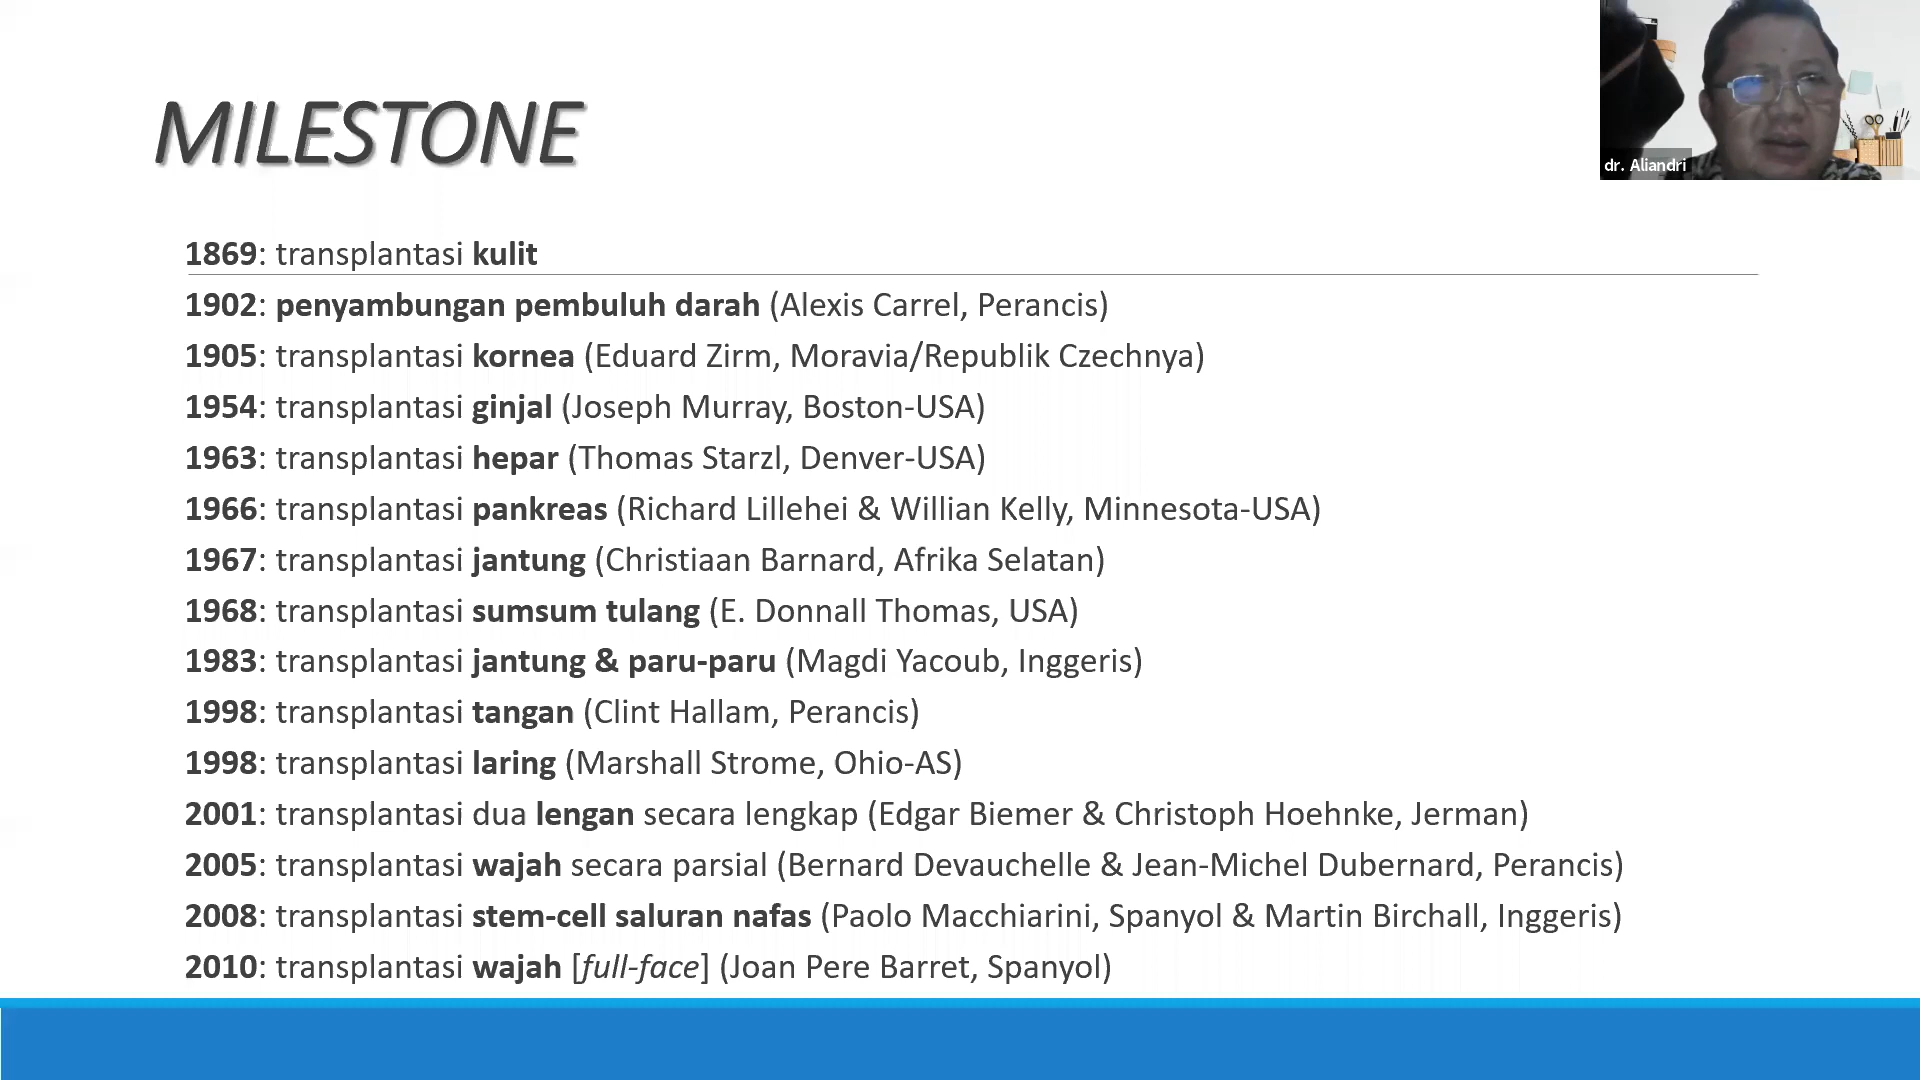 MILESTONE
dr. Aliandri
1869: transplantasi kulit
1902: penyambungan pembuluh darah (Alexis Carrel, Perancis)
1905: transplantasi kornea (Eduard Zirm, Moravia/Republik Czechnya)
1954: transplantasi ginjal (Joseph Murray, Boston-USA)
1963: transplantasi hepar (Thomas Starzl, Denver-USA)
1966: transplantasi pankreas (Richard Lillehei & Willian Kelly, Minnesota-USA)
1967: transplantasi jantung (Christiaan Barnard, Afrika Selatan)
1968: transplantasi sumsum tulang (E. Donnall Thomas, USA)
1983: transplantasi jantung & paru-paru (Magdi Yacoub, Inggeris)
1998: transplantasi tangan (Clint Hallam, Perancis)
1998: transplantasi laring (Marshall Strome, Ohio-AS)
2001: transplantasi dua lengan secara lengkap (Edgar Biemer & Christoph Hoehnke, Jerman)
2005: transplantasi wajah secara parsial (Bernard Devauchelle & Jean-Michel Dubernard, Perancis)
2008: transplantasi stem-cell saluran nafas (Paolo Macchiarini, Spanyol & Martin Birchall, Inggeris)
2010: transplantasi wajah [full-face] (Joan Pere Barret, Spanyol)